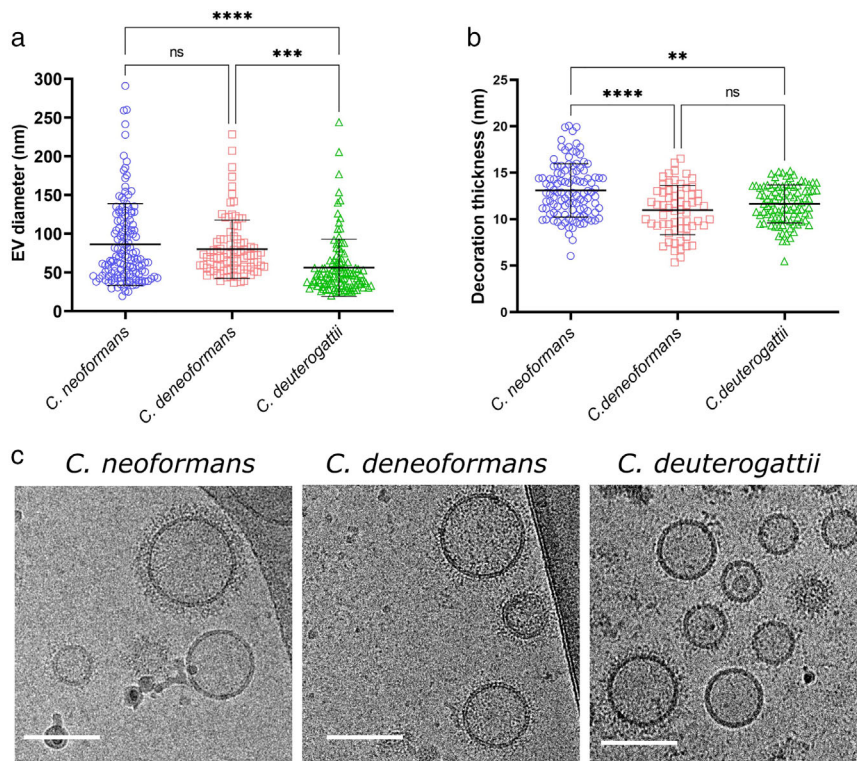 a
****
ns
***
EV diameter (nm)
300
250
200
150
100
50
0
C. neoformans
C. deneoformans
C. deuterogattii
b
**
****
ns
Decoration thickness (nm)
25
20
15
10
5
0
C. neoformans
C.deneoformans
C.deuterogattii
c
C. neoformans
C. deneoformans
C. deuterogattii